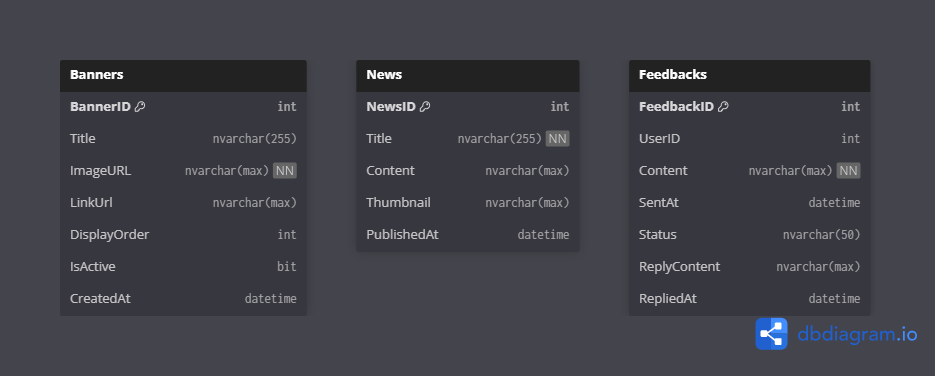 Banners
BannerID int
Title nvarchar(255)
ImageURL nvarchar(max) NN
LinkUrl nvarchar(max)
DisplayOrder int
IsActive bit
CreatedAt datetime
News
NewsID int
Title nvarchar(255) NN
Content nvarchar(max)
Thumbnail nvarchar(max)
PublishedAt datetime
Feedbacks
FeedbackID int
UserID int
Content nvarchar(max) NN
SentAt datetime
Status nvarchar(50)
ReplyContent nvarchar(max)
RepliedAt datetime
dbdiagram.io